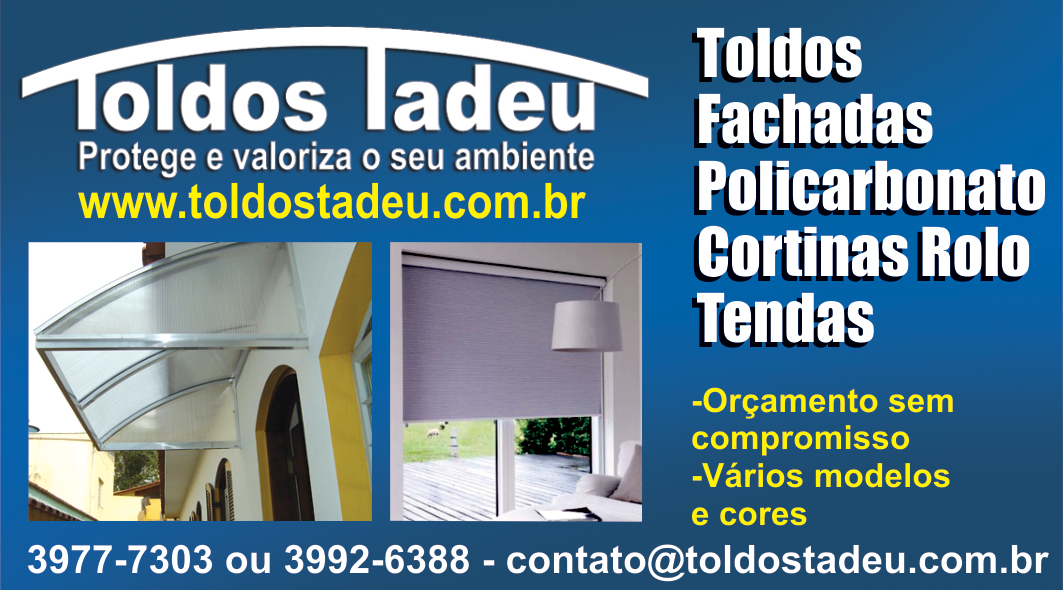 Toldos Tadeu
Protege e valoriza o seu ambiente
www.toldostadeu.com.br
Toldos
Fachadas
Policarbonato
Cortinas Rolo
Tendas
-Orçamento sem
compromisso
-Vários modelos
e cores
3977-7303 ou 3992-6388 - contato@toldostadeu.com.br